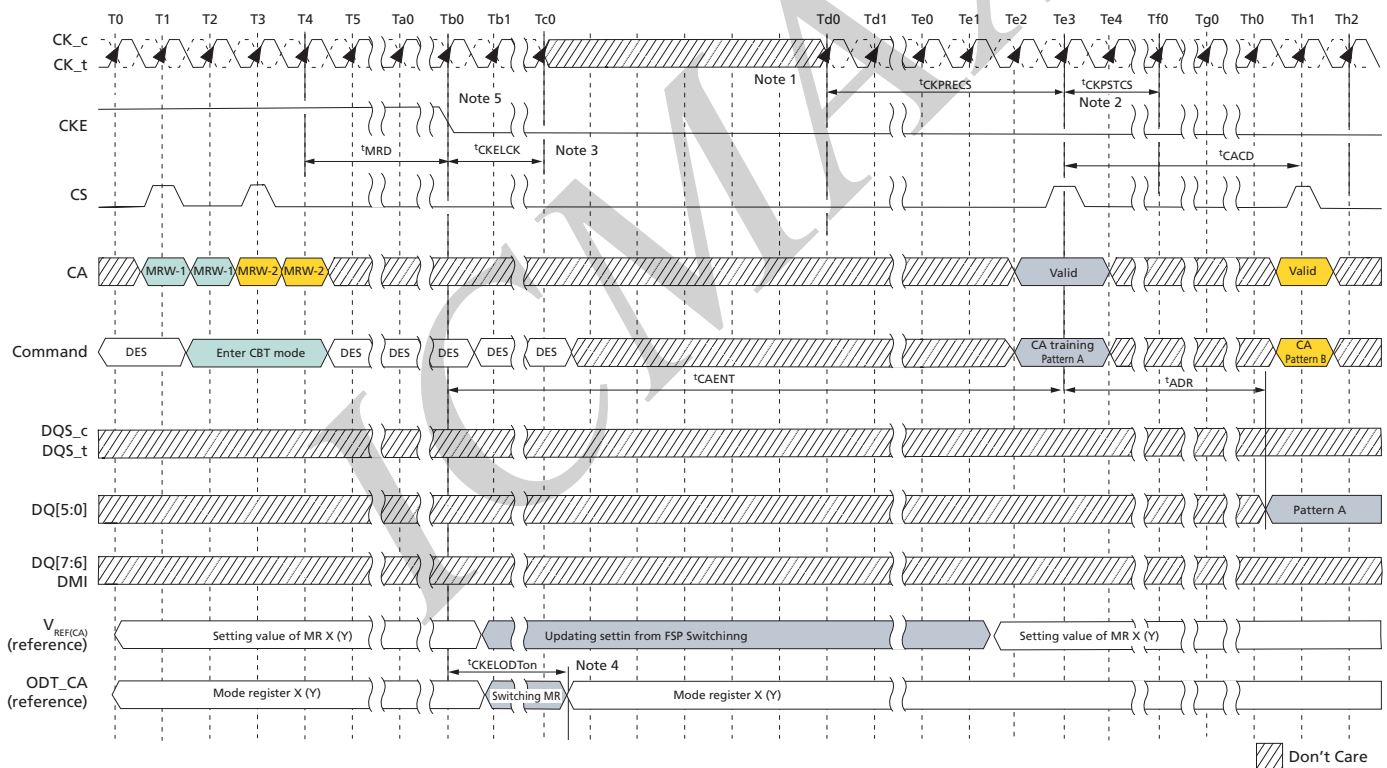 T0 T1 T2 T3 T4 T5 Ta0 Tb0 Tb1 Tc0 Td0 Td1 Te0 Te1 Te2 Te3 Te4 Tf0 Tg0 Th0 Th1 Th2
CK_c
CK_t
Note 1
tCKPRECS
tCKPSTCS
Note 2
Note 5
CKE
tMRD
tCKELCK
Note 3
tCACD
CS
CA
MRW-1
MRW-1
MRW-2
MRW-2
Valid
Valid
Command
DES
Enter CBT mode
DES
DES
DES
DES
DES
CA training
Pattern A
CA
Pattern B
tCAENT
tADR
DQS_c
DQS_t
DQ[5:0]
Pattern A
DQ[7:6]
DMI
VREF(CA)
(reference)
Setting value of MR X (Y)
Updating settin from FSP Switchinng
Setting value of MR X (Y)
tCKELODTon
Note 4
ODT_CA
(reference)
Mode register X (Y)
Switching MR
Mode register X (Y)
Don't Care
ICMAX